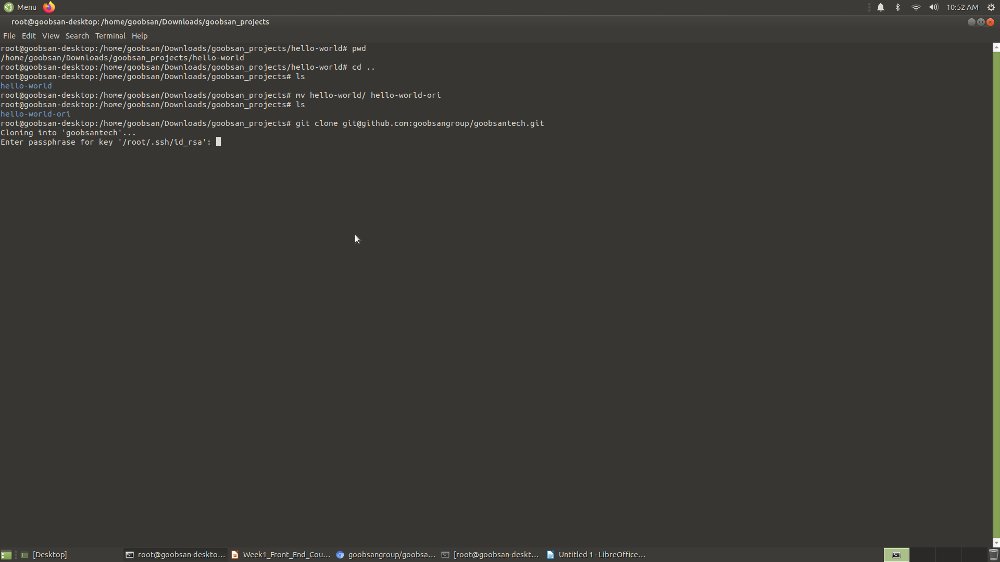 Menu
10:52 AM
root@goobsan-desktop: /home/goobsan/Downloads/goobsan_projects
File Edit View Search Terminal Help
root@goobsan-desktop:/home/goobsan/Downloads/goobsan_projects/hello-world# pwd
/home/goobsan/Downloads/goobsan_projects/hello-world
root@goobsan-desktop:/home/goobsan/Downloads/goobsan_projects/hello-world# cd ..
root@goobsan-desktop:/home/goobsan/Downloads/goobsan_projects# ls
hello-world
root@goobsan-desktop:/home/goobsan/Downloads/goobsan_projects# mv hello-world/ hello-world-ori
root@goobsan-desktop:/home/goobsan/Downloads/goobsan_projects# ls
hello-world-ori
root@goobsan-desktop:/home/goobsan/Downloads/goobsan_projects# git clone git@github.com:goobsangroup/goobsantech.git
Cloning into 'goobsantech'...
Enter passphrase for key '/root/.ssh/id_rsa':
[Desktop]
root@goobsan-deskto...
Week1_Front_End_Cou...
goobsangroup/goobsa...
[root@goobsan-deskt...
Untitled 1 - LibreOffice...